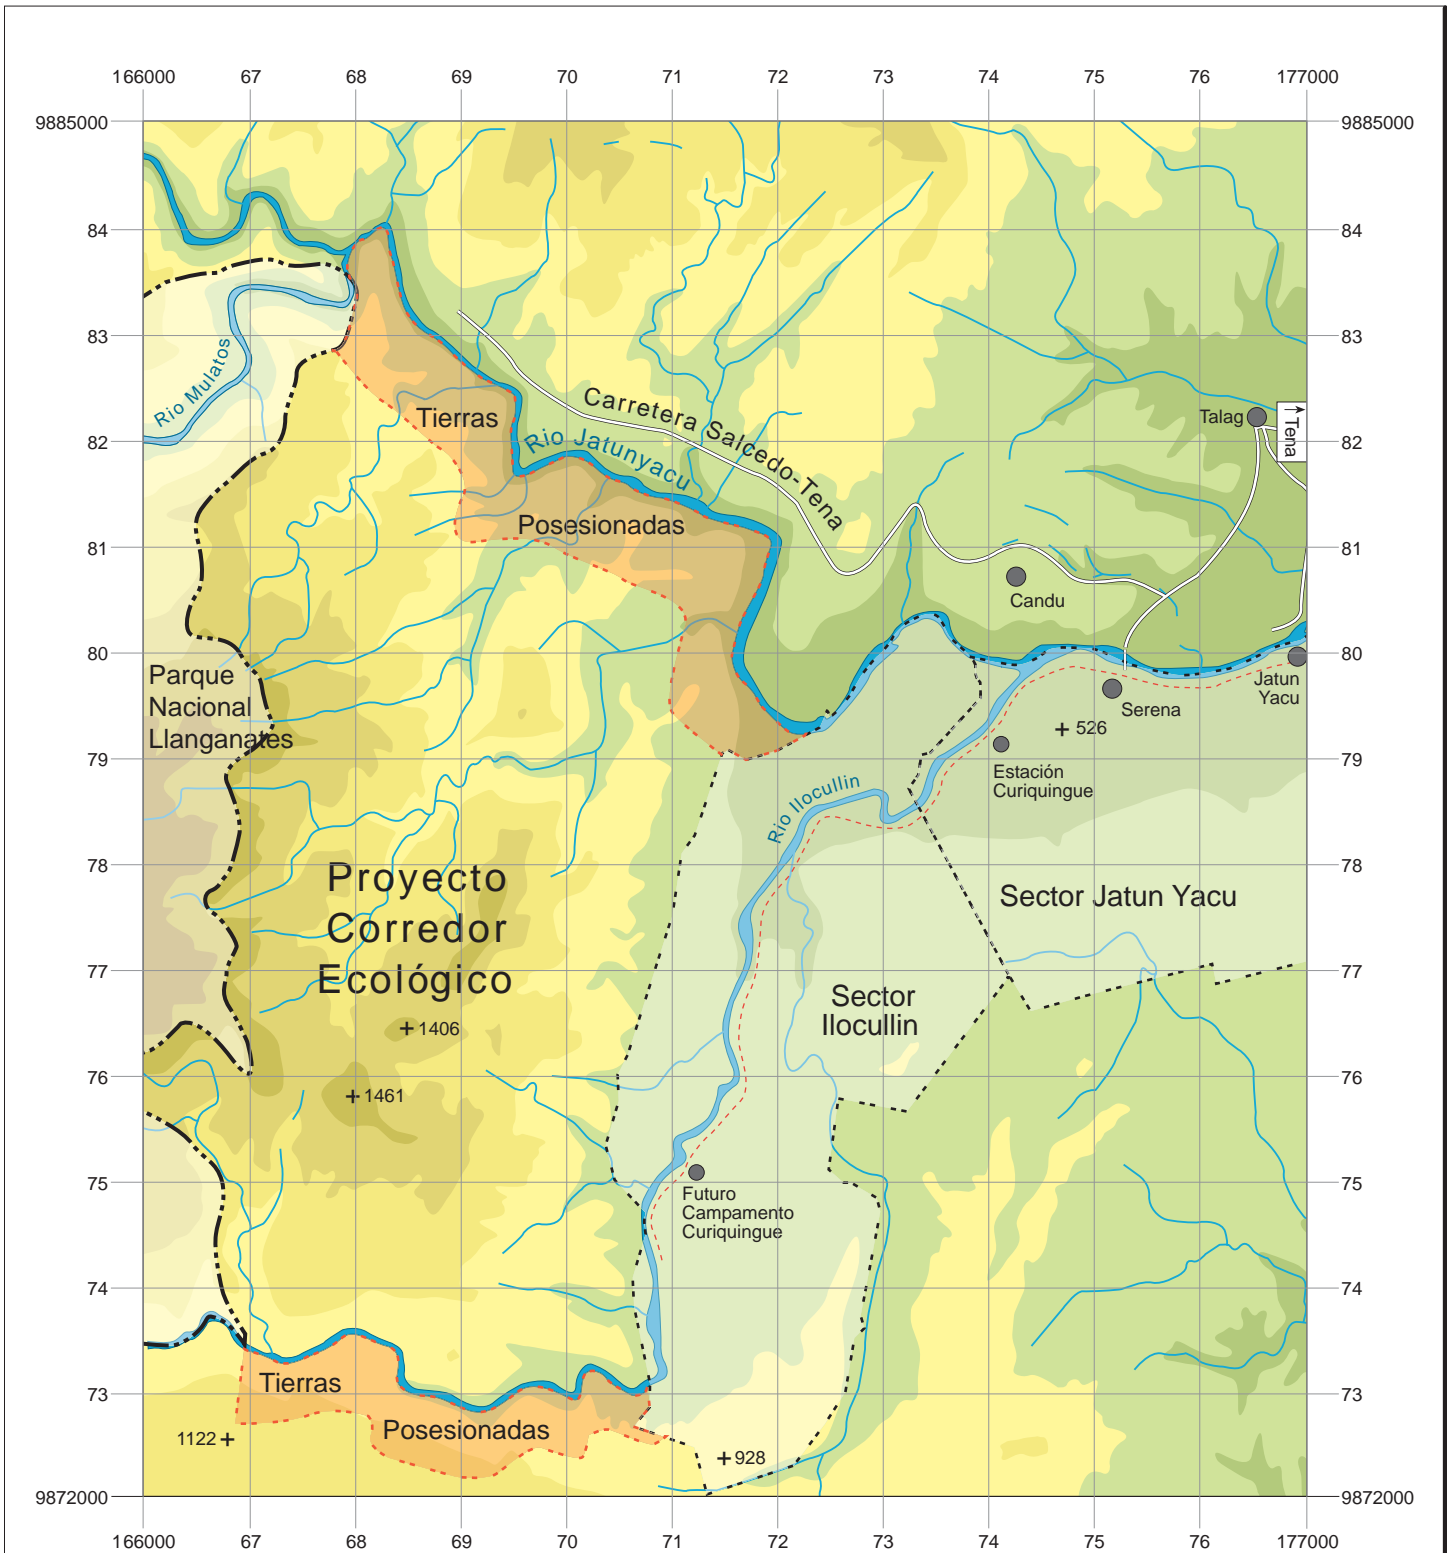 166000 67 68 69 70 71 72 73 74 75 76 177000
9885000 9885000
84 84
83 83
Rio Mulatos
Carretera Salcedo-Tena
Tierras
Talag
Tena
82 82
Rio Jatunyacu
Posesionadas
81 81
Candu
80 80
Parque
Nacional
Llanganates
Jatun
Yacu
Serena
526
79 79
Estación
Curiquingue
Rio Ilocullin
78 78
Proyecto
Corredor
Ecológico
Sector Jatun Yacu
77 77
Sector
Ilocullin
1406
76 76
1461
75 75
Futuro
Campamento
Curiquingue
74 74
Tierras
73 73
Posesionadas
1122
928
9872000 9872000
166000 67 68 69 70 71 72 73 74 75 76 177000